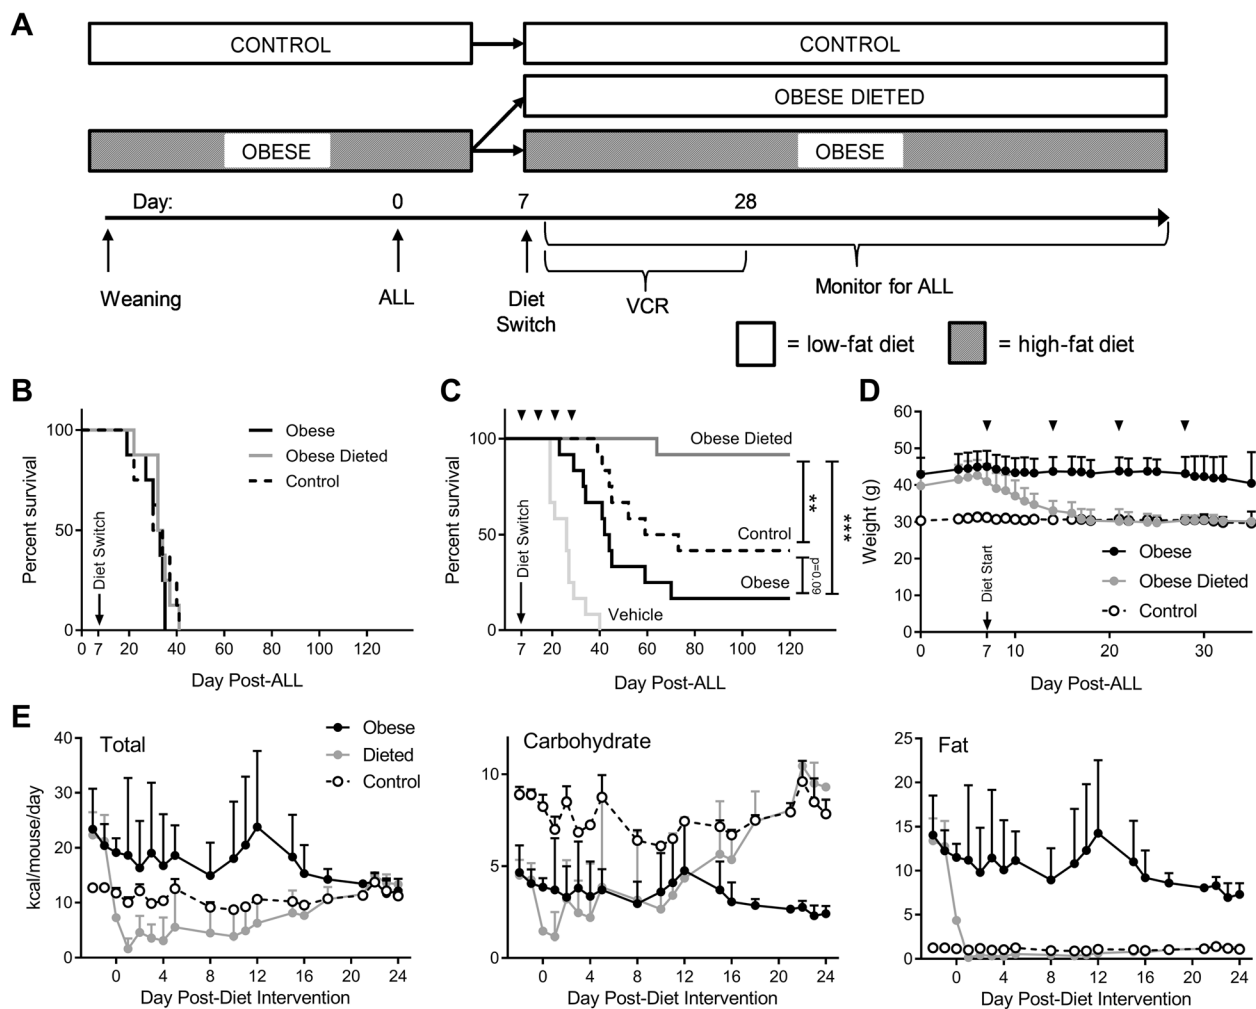 A
CONTROL
CONTROL
OBESE DIETED
OBESE
OBESE
Day:
0
7
28
Weaning
ALL
Diet
Switch
VCR
Monitor for ALL
= low-fat diet
= high-fat diet
B
Percent survival
100
50
0
Diet Switch
Obese
Obese Dieted
Control
0 7 20 40 60 80 100 120
Day Post-ALL
C
Percent survival
100
50
0
Diet Switch
Obese Dieted
Control
Obese
Vehicle
**
***
p=0.09
7 20 40 60 80 100 120
Day Post-ALL
D
Weight (g)
60
50
40
30
20
10
0
Diet Start
Obese
Obese Dieted
Control
0 7 10 20 30
Day Post-ALL
E
kcal/mouse/day
Total
Obese
Dieted
Control
40
30
20
10
0
0 4 8 12 16 20 24
Day Post-Diet Intervention
Carbohydrate
10
5
0
0 4 8 12 16 20 24
Day Post-Diet Intervention
Fat
25
20
15
10
5
0
0 4 8 12 16 20 24
Day Post-Diet Intervention